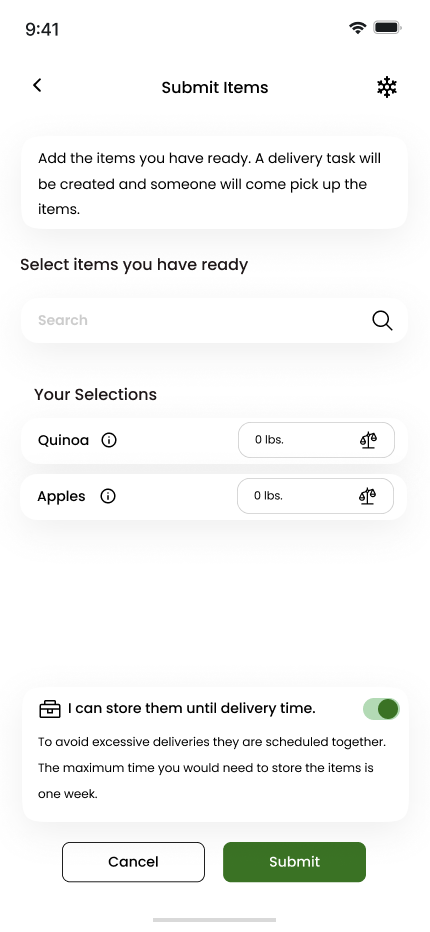 9:41
Submit Items
Add the items you have ready. A delivery task will
be created and someone will come pick up the
items.
Select items you have ready
Search
Your Selections
Quinoa
0 lbs.
Apples
0 lbs.
I can store them until delivery time.
To avoid excessive deliveries they are scheduled together.
The maximum time you would need to store the items is
one week.
Cancel
Submit